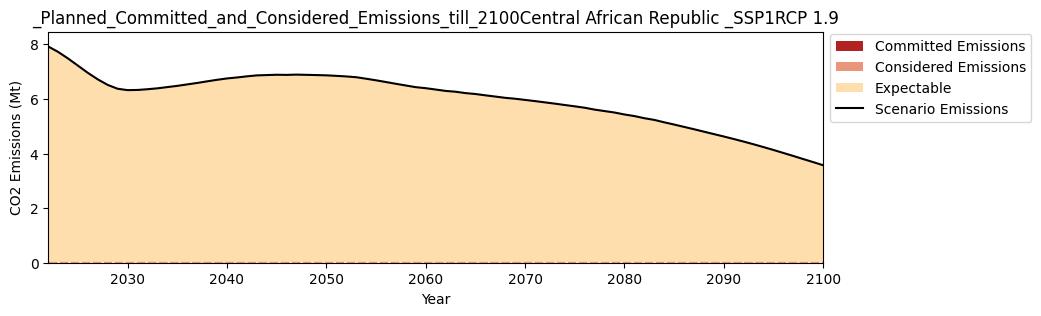 _Planned_Committed_and_Considered_Emissions_till_2100Central African Republic _SSP1RCP 1.9
CO2 Emissions (Mt)
8
6
4
2
0
2030 2040 2050 2060 2070 2080 2090 2100
Year
Committed Emissions
Considered Emissions
Expectable
Scenario Emissions